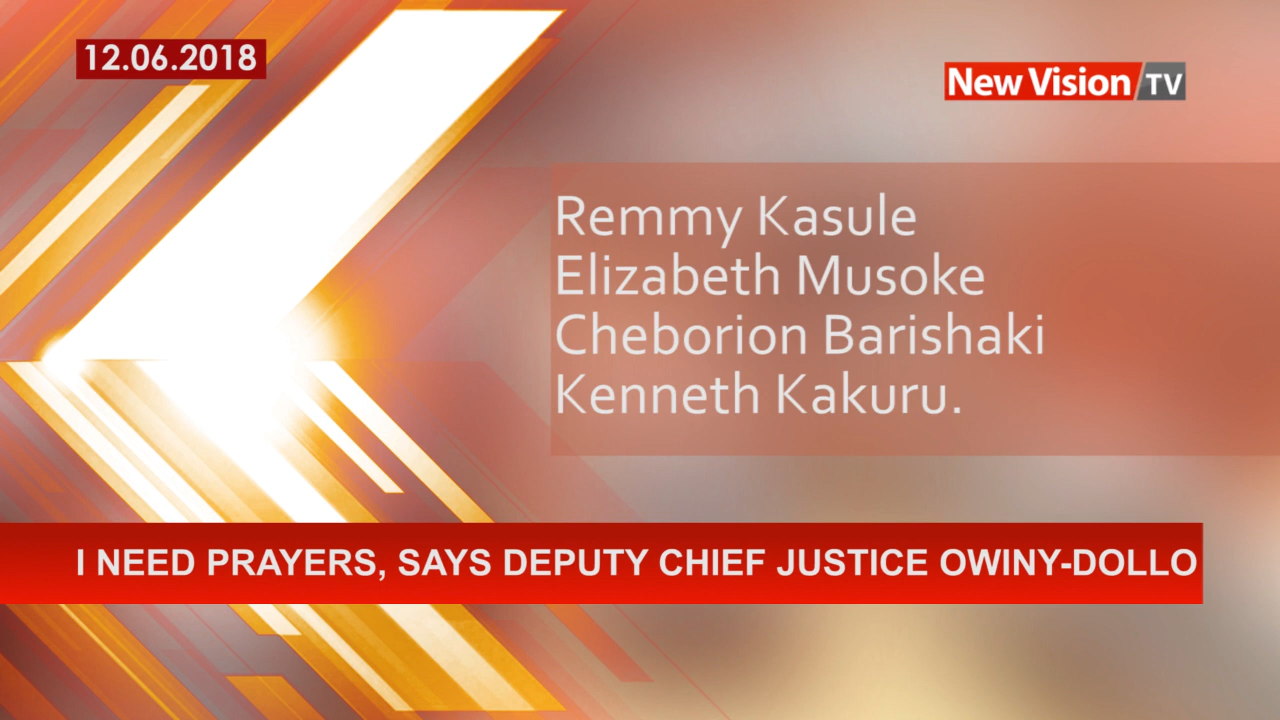 12.06.2018
New Vision TV
Remmy Kasule
Elizabeth Musoke
Cheborion Barishaki
Kenneth Kakuru.
I NEED PRAYERS, SAYS DEPUTY CHIEF JUSTICE OWINY-DOLLO